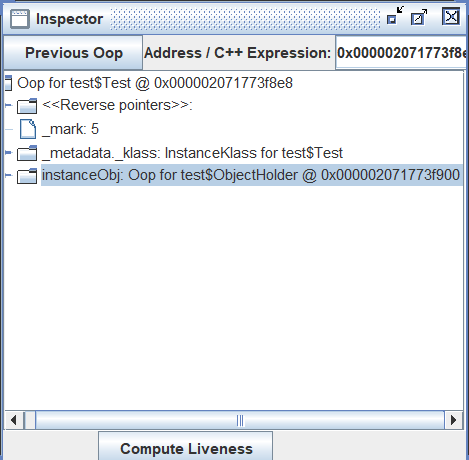 Inspector
Previous Oop Address / C++ Expression: 0x000002071773f8e
Oop for test$Test @ 0x000002071773f8e8
<<Reverse pointers>>:
_mark: 5
_metadata._klass: InstanceKlass for test$Test
instanceObj: Oop for test$ObjectHolder @ 0x000002071773f900
Compute Liveness